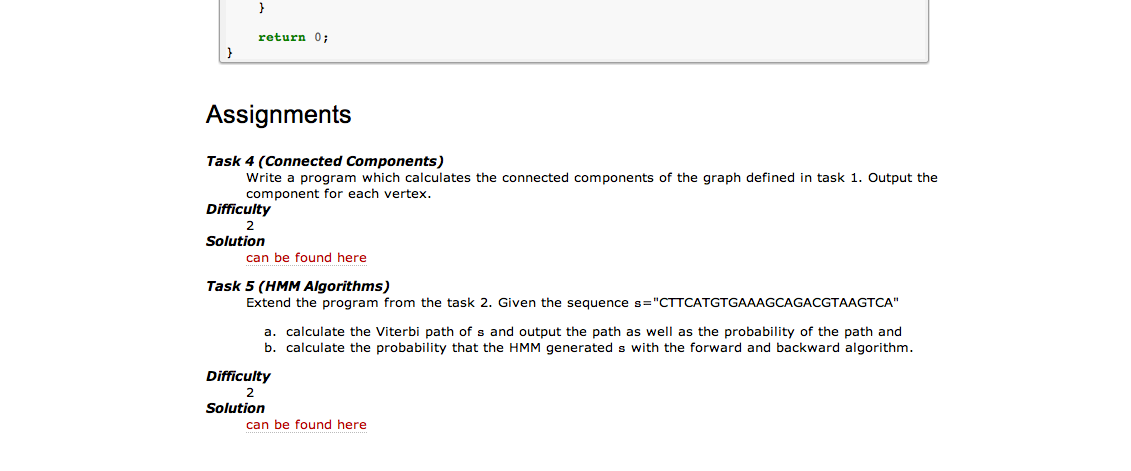 }
return 0;
}
Assignments
Task 4 (Connected Components)
Write a program which calculates the connected components of the graph defined in task 1. Output the
component for each vertex.
Difficulty
2
Solution
can be found here
Task 5 (HMM Algorithms)
Extend the program from the task 2. Given the sequence s="CTTCATGTGAAAGCAGACGTAAGTCA"
a. calculate the Viterbi path of s and output the path as well as the probability of the path and
b. calculate the probability that the HMM generated s with the forward and backward algorithm.
Difficulty
2
Solution
can be found here